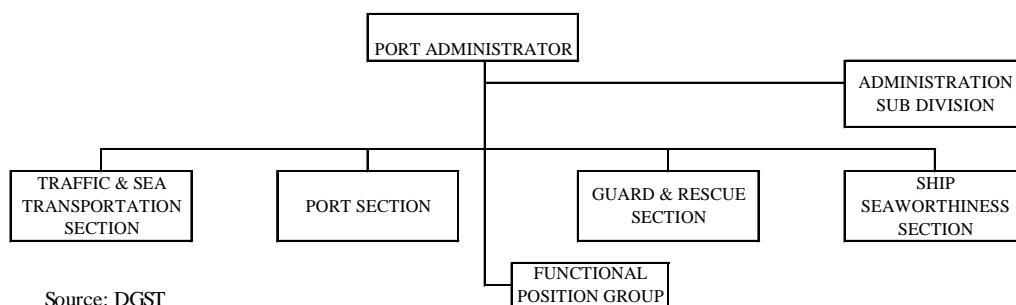 PORT ADMINISTRATOR
ADMINISTRATION
SUB DIVISION
TRAFFIC & SEA
TRANSPORTATION
SECTION
PORT SECTION
GUARD & RESCUE
SECTION
SHIP
SEAWORTHINESS
SECTION
FUNCTIONAL
POSITION GROUP
Source: DGST